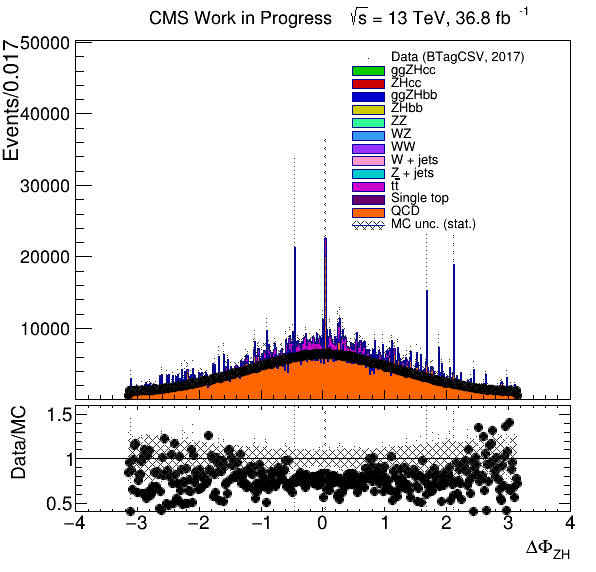 CMS Work in Progress √s = 13 TeV, 36.8 fb⁻¹
Events/0.017
50000
40000
30000
20000
10000
Data (BTagCSV, 2017)
ggZHcc
ZHcc
ggZHbb
ZHbb
ZZ
WZ
WW
W + jets
Z + jets
tt̅
Single top
QCD
MC unc. (stat.)
Data/MC
1.5
1
0.5
−4 −3 −2 −1 0 1 2 3 4
ΔΦ_ZH